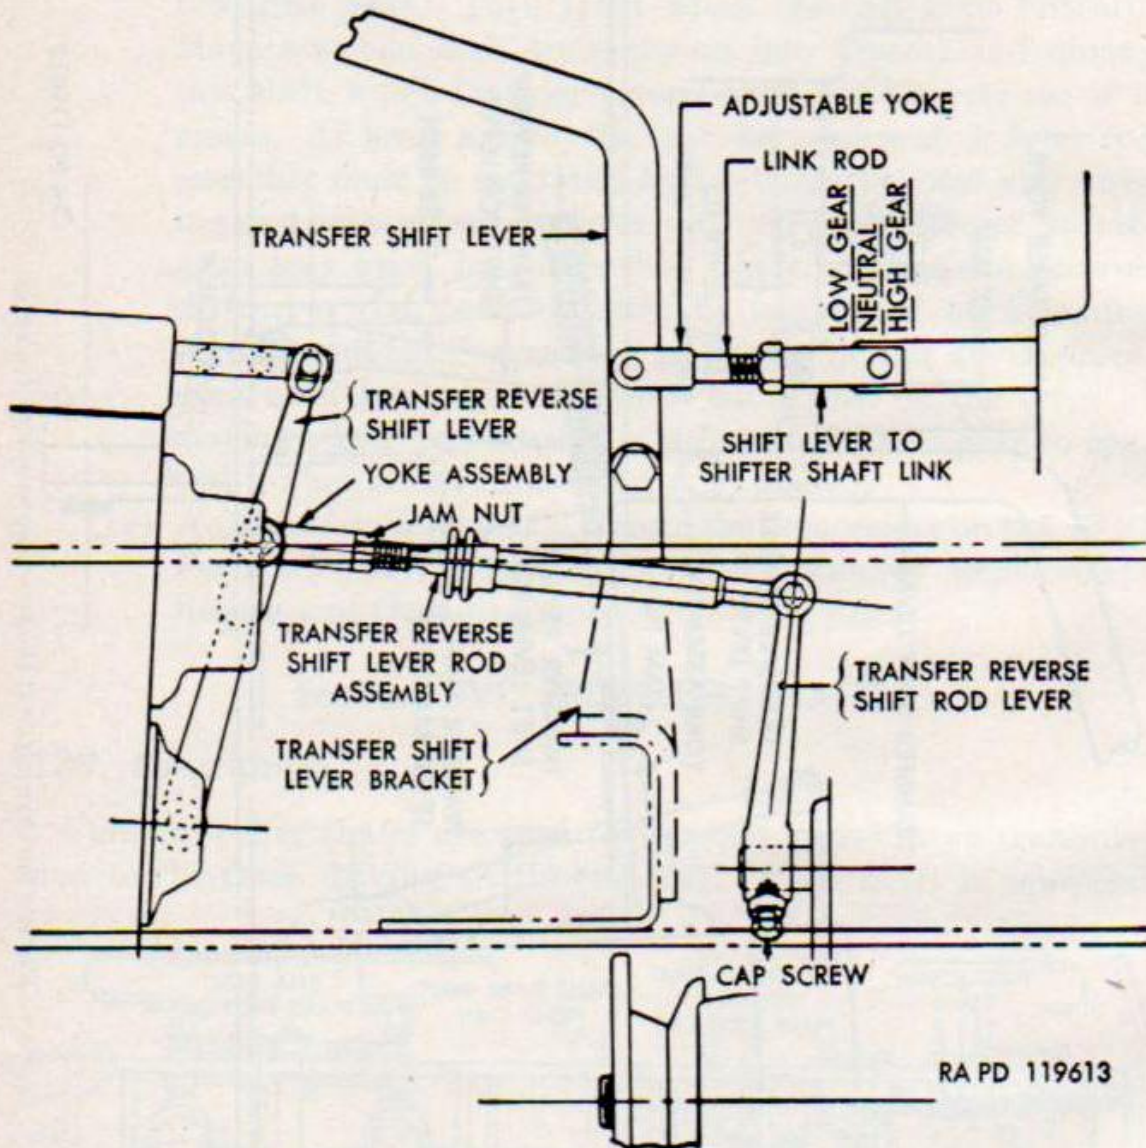 ADJUSTABLE YOKE
LINK ROD
TRANSFER SHIFT LEVER
LOW GEAR
NEUTRAL
HIGH GEAR
TRANSFER REVERSE
SHIFT LEVER
SHIFT LEVER TO
SHIFTER SHAFT LINK
YOKE ASSEMBLY
JAM NUT
TRANSFER REVERSE
SHIFT LEVER ROD
ASSEMBLY
TRANSFER REVERSE
SHIFT ROD LEVER
TRANSFER SHIFT
LEVER BRACKET
CAP SCREW
RA PD 119613